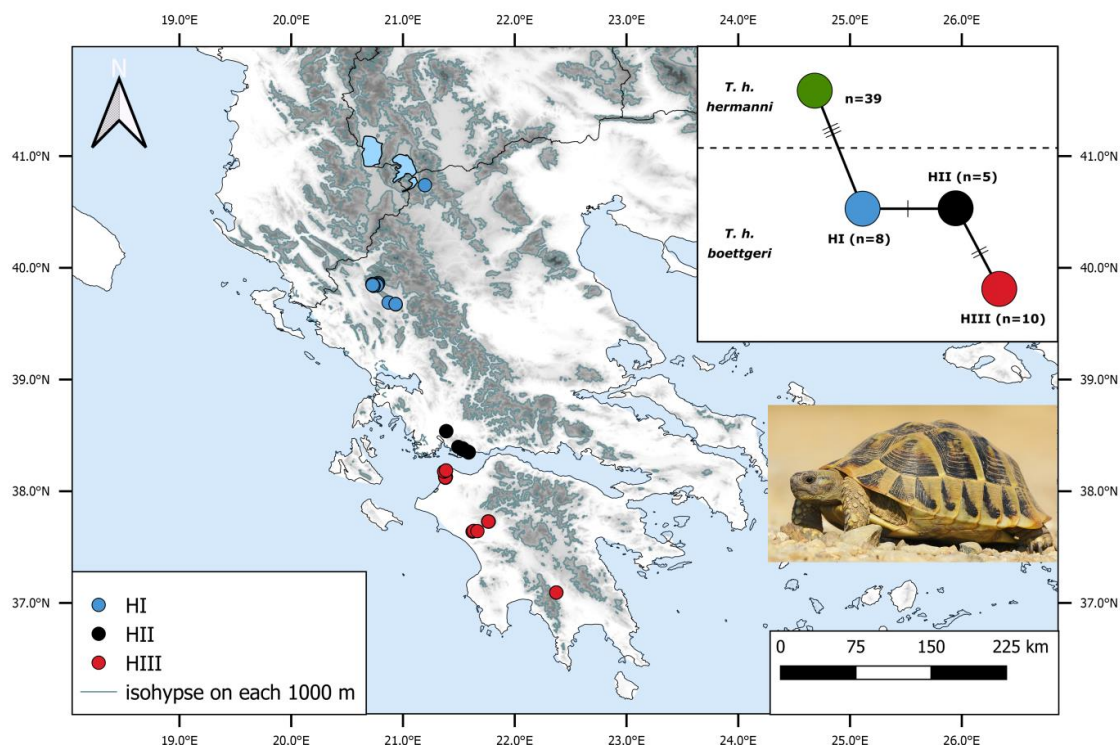 19.0°E 20.0°E 21.0°E 22.0°E 23.0°E 24.0°E 25.0°E 26.0°E
N
T. h.
hermanni
n=39
41.0°N 41.0°N
HII (n=5)
HI (n=8)
T. h.
boettgeri
40.0°N 40.0°N
HIII (n=10)
39.0°N 39.0°N
38.0°N 38.0°N
37.0°N 37.0°N
HI
HII
HIII
isohypse on each 1000 m
0 75 150 225 km
19.0°E 20.0°E 21.0°E 22.0°E 23.0°E 24.0°E 25.0°E 26.0°E